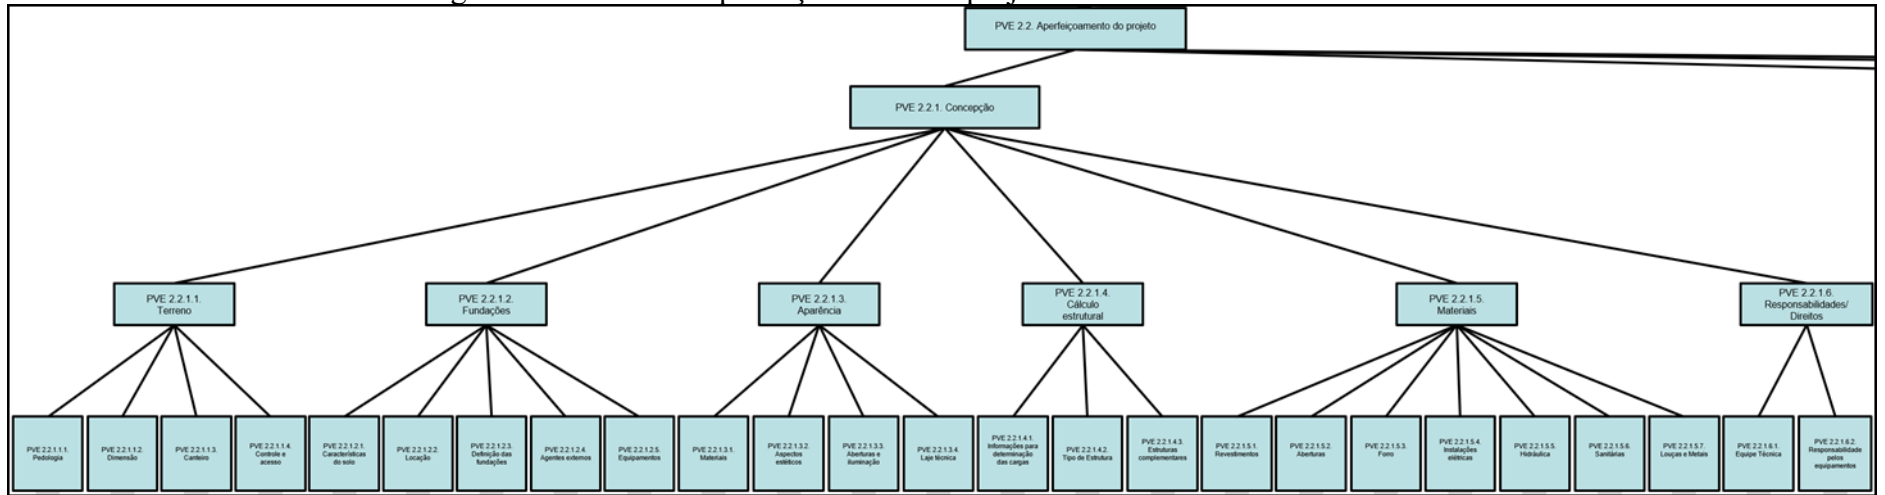 PVE 2.2. Aperfeiçoamento do projeto
PVE 2.2.1. Concepção
PVE 2.2.1.1.
Terreno
PVE 2.2.1.2.
Fundações
PVE 2.2.1.3.
Aparência
PVE 2.2.1.4.
Cálculo
estrutural
PVE 2.2.1.5.
Materiais
PVE 2.2.1.6.
Responsabilidades/
Direitos
PVE 2.2.1.1.1.
Pedologia
PVE 2.2.1.1.2.
Dimensão
PVE 2.2.1.1.3.
Canteiro
PVE 2.2.1.1.4.
Controle e
acesso
PVE 2.2.1.2.1.
Características
do solo
PVE 2.2.1.2.2.
Locação
PVE 2.2.1.2.3.
Definição das
fundações
PVE 2.2.1.2.4.
Agentes externos
PVE 2.2.1.2.5.
Equipamentos
PVE 2.2.1.3.1.
Materiais
PVE 2.2.1.3.2.
Aspectos
estéticos
PVE 2.2.1.3.3.
Aberturas e
iluminação
PVE 2.2.1.3.4.
Laje técnica
PVE 2.2.1.4.1.
Informações para
determinação
das cargas
PVE 2.2.1.4.2.
Tipo de Estrutura
PVE 2.2.1.4.3.
Estruturas
complementares
PVE 2.2.1.5.1.
Revestimentos
PVE 2.2.1.5.2.
Aberturas
PVE 2.2.1.5.3.
Forro
PVE 2.2.1.5.4.
Instalações
elétricas
PVE 2.2.1.5.5.
Hidráulica
PVE 2.2.1.5.6.
Sanitárias
PVE 2.2.1.5.7.
Louças e Metais
PVE 2.2.1.6.1.
Equipe Técnica
PVE 2.2.1.6.2.
Responsabilidade
pelos
equipamentos